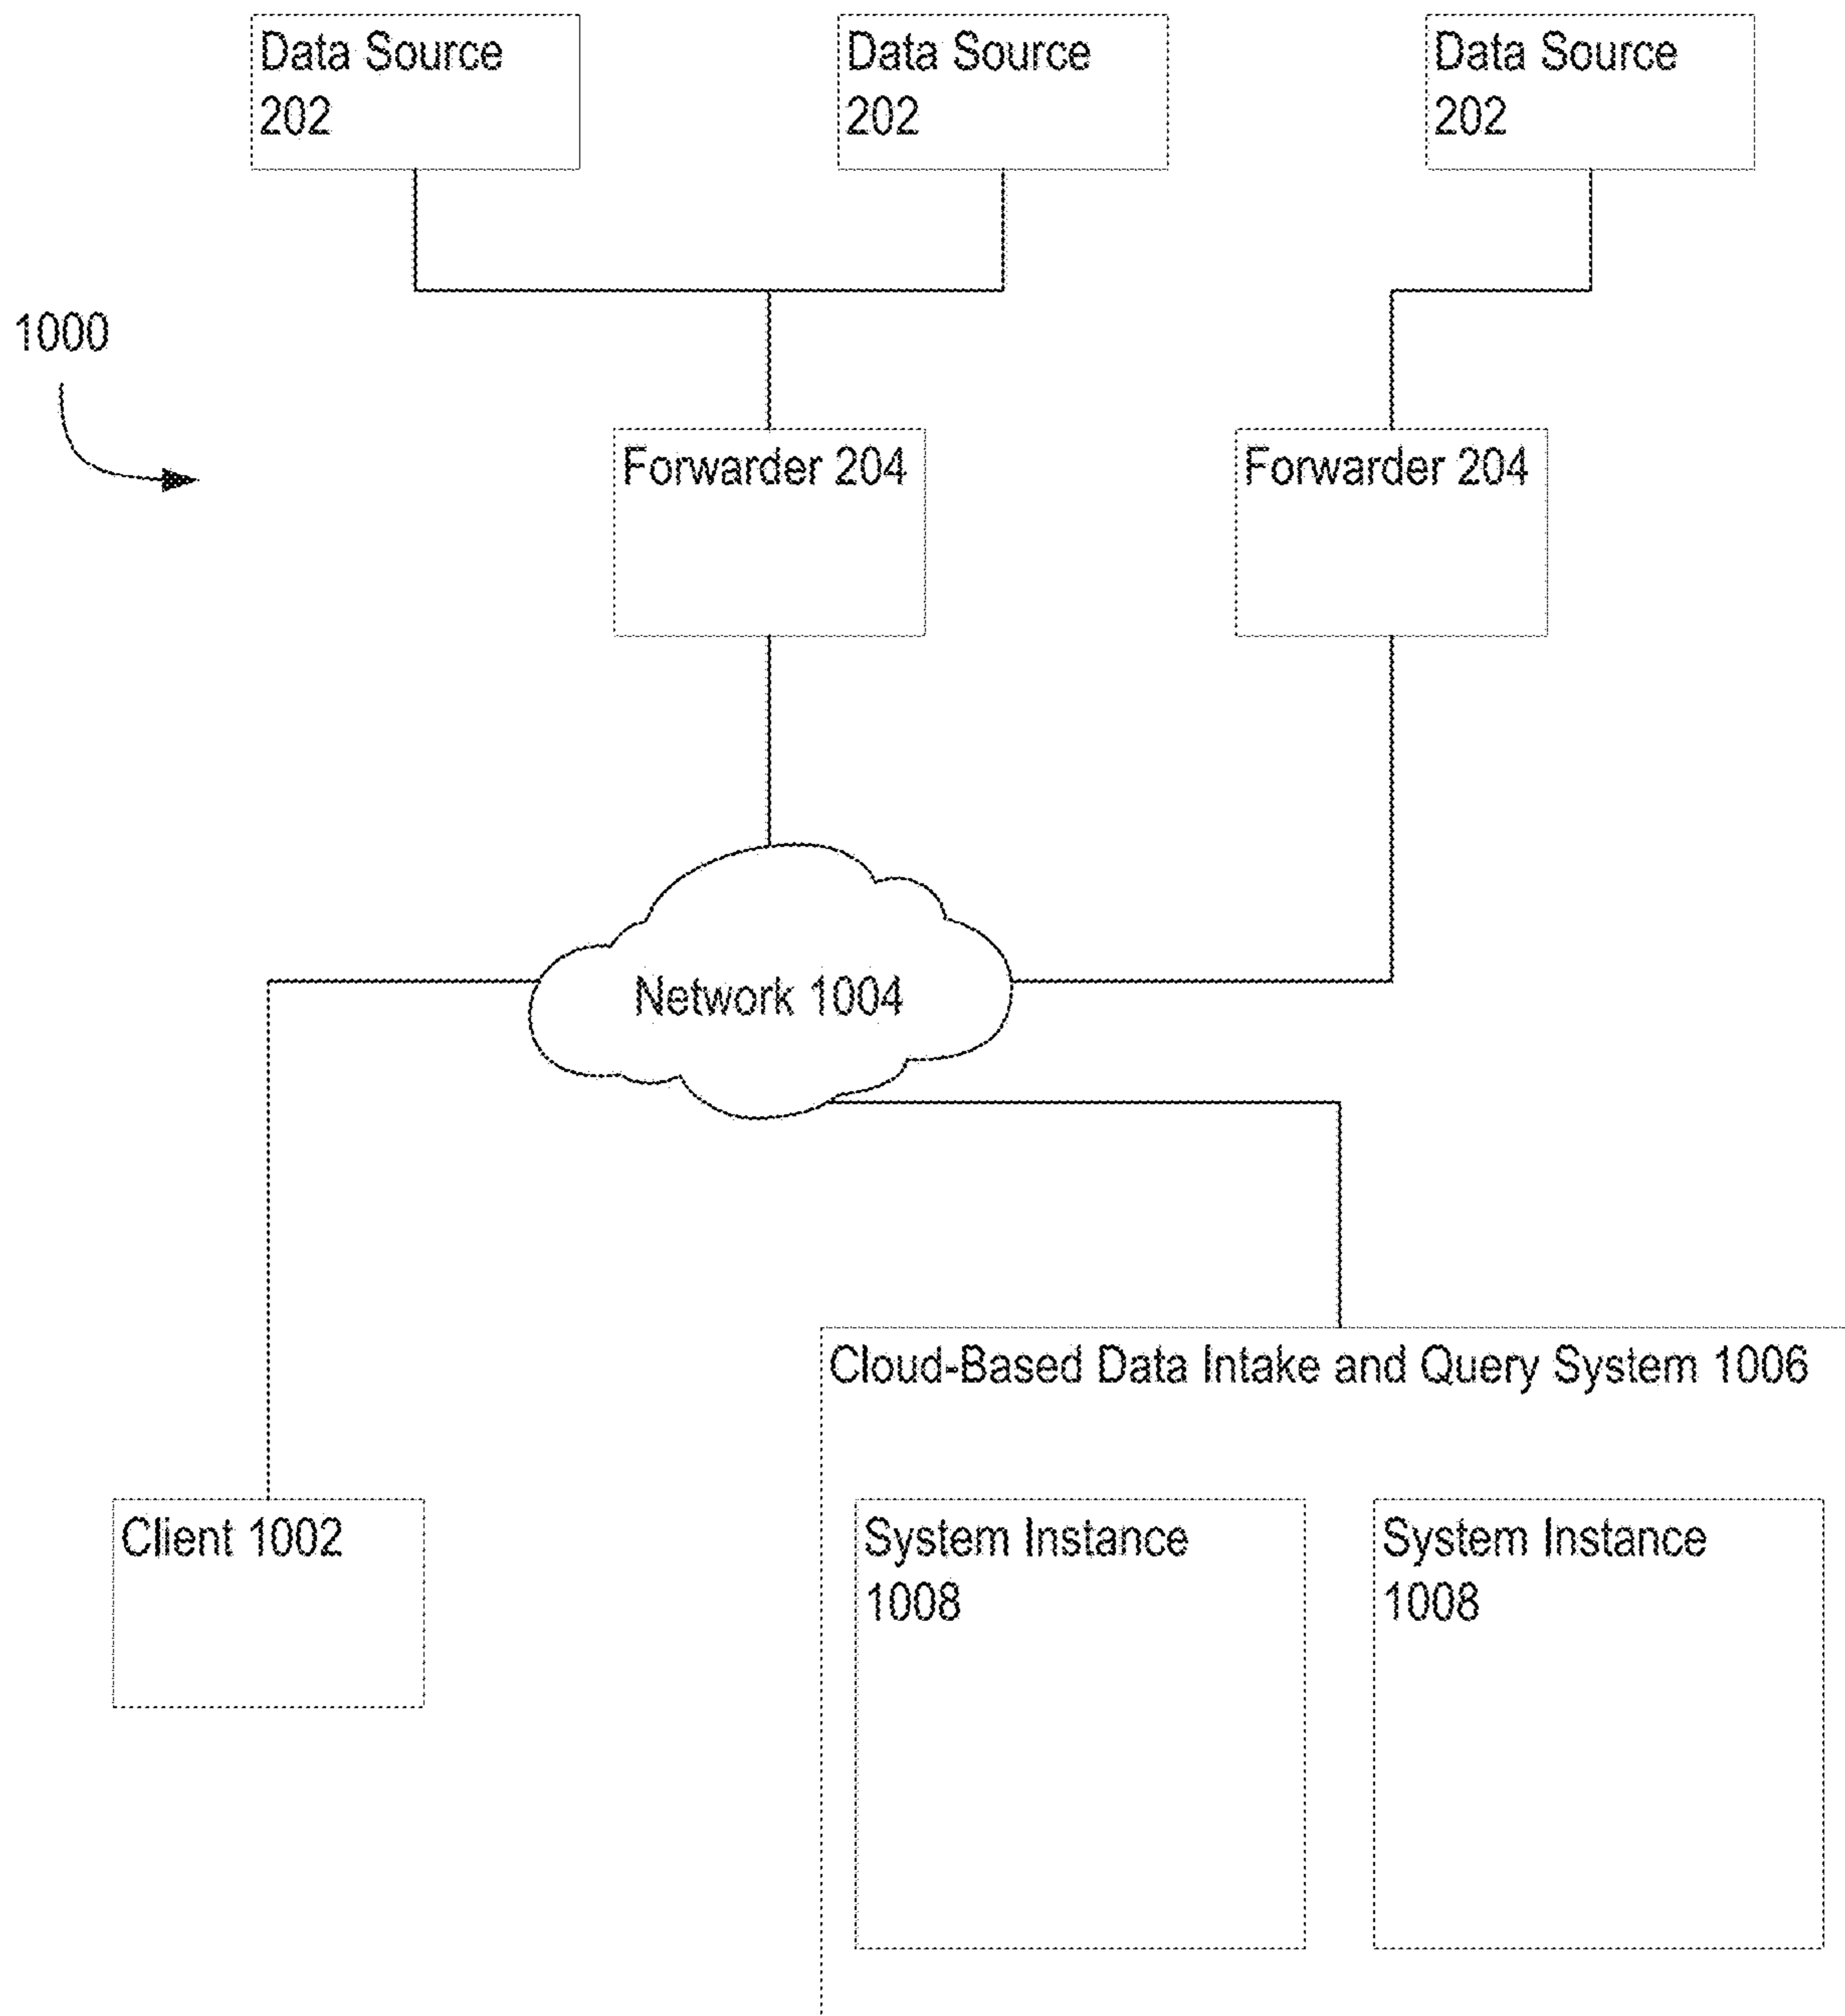 Data Source
202
Data Source
202
Data Source
202
1000
Forwarder 204
Forwarder 204
Network 1004
Cloud-Based Data Intake and Query System 1006
Client 1002
System Instance
1008
System Instance
1008